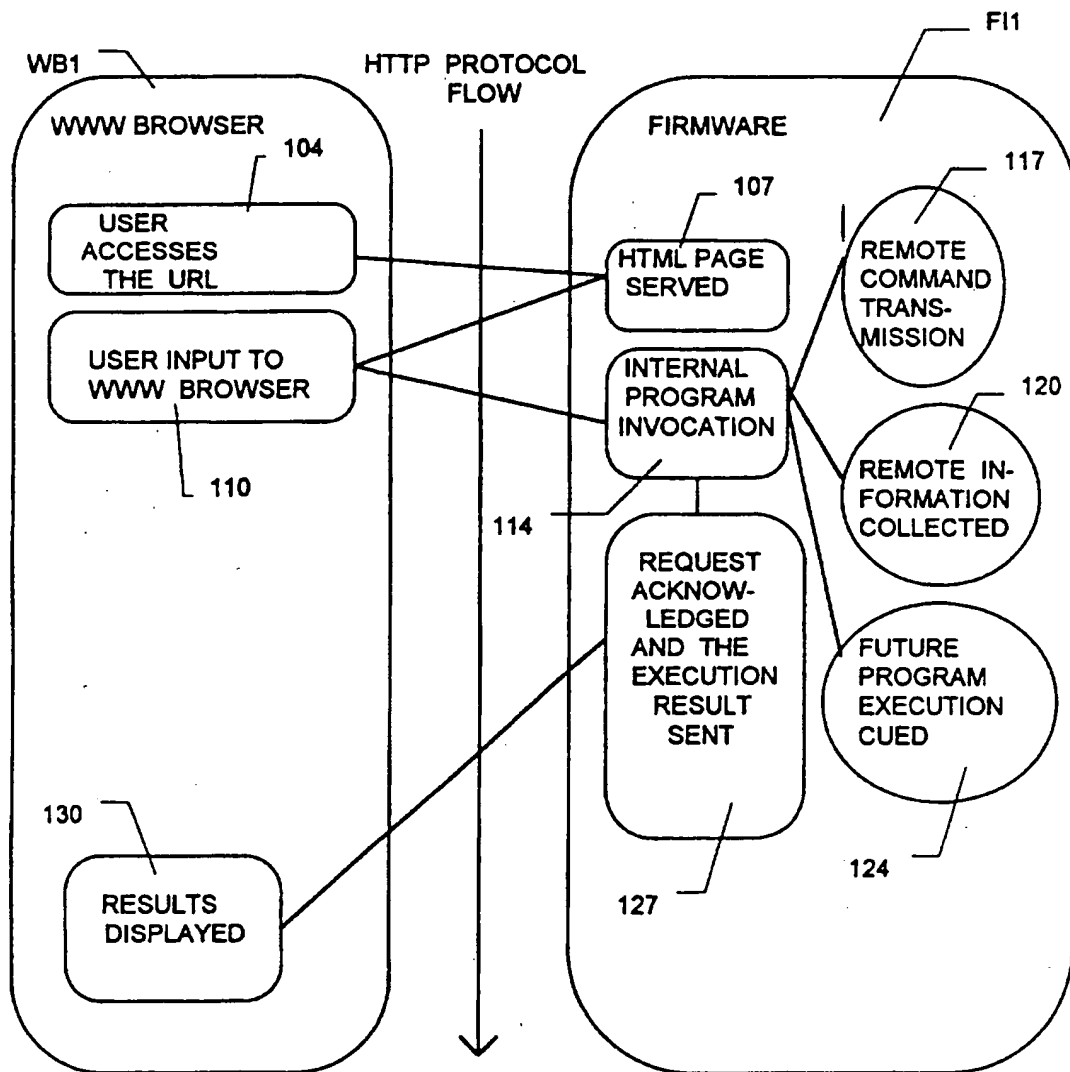 FI1
WB1
HTTP PROTOCOL
FLOW
WWW BROWSER
FIRMWARE
104
117
107
USER
ACCESSES
THE URL
HTML PAGE
SERVED
REMOTE
COMMAND
TRANS-
MISSION
USER INPUT TO
WWW BROWSER
INTERNAL
PROGRAM
INVOCATION
120
110
REMOTE IN-
FORMATION
COLLECTED
114
REQUEST
ACKNOW-
LEDGED
AND THE
EXECUTION
RESULT
SENT
FUTURE
PROGRAM
EXECUTION
CUED
130
124
127
RESULTS
DISPLAYED